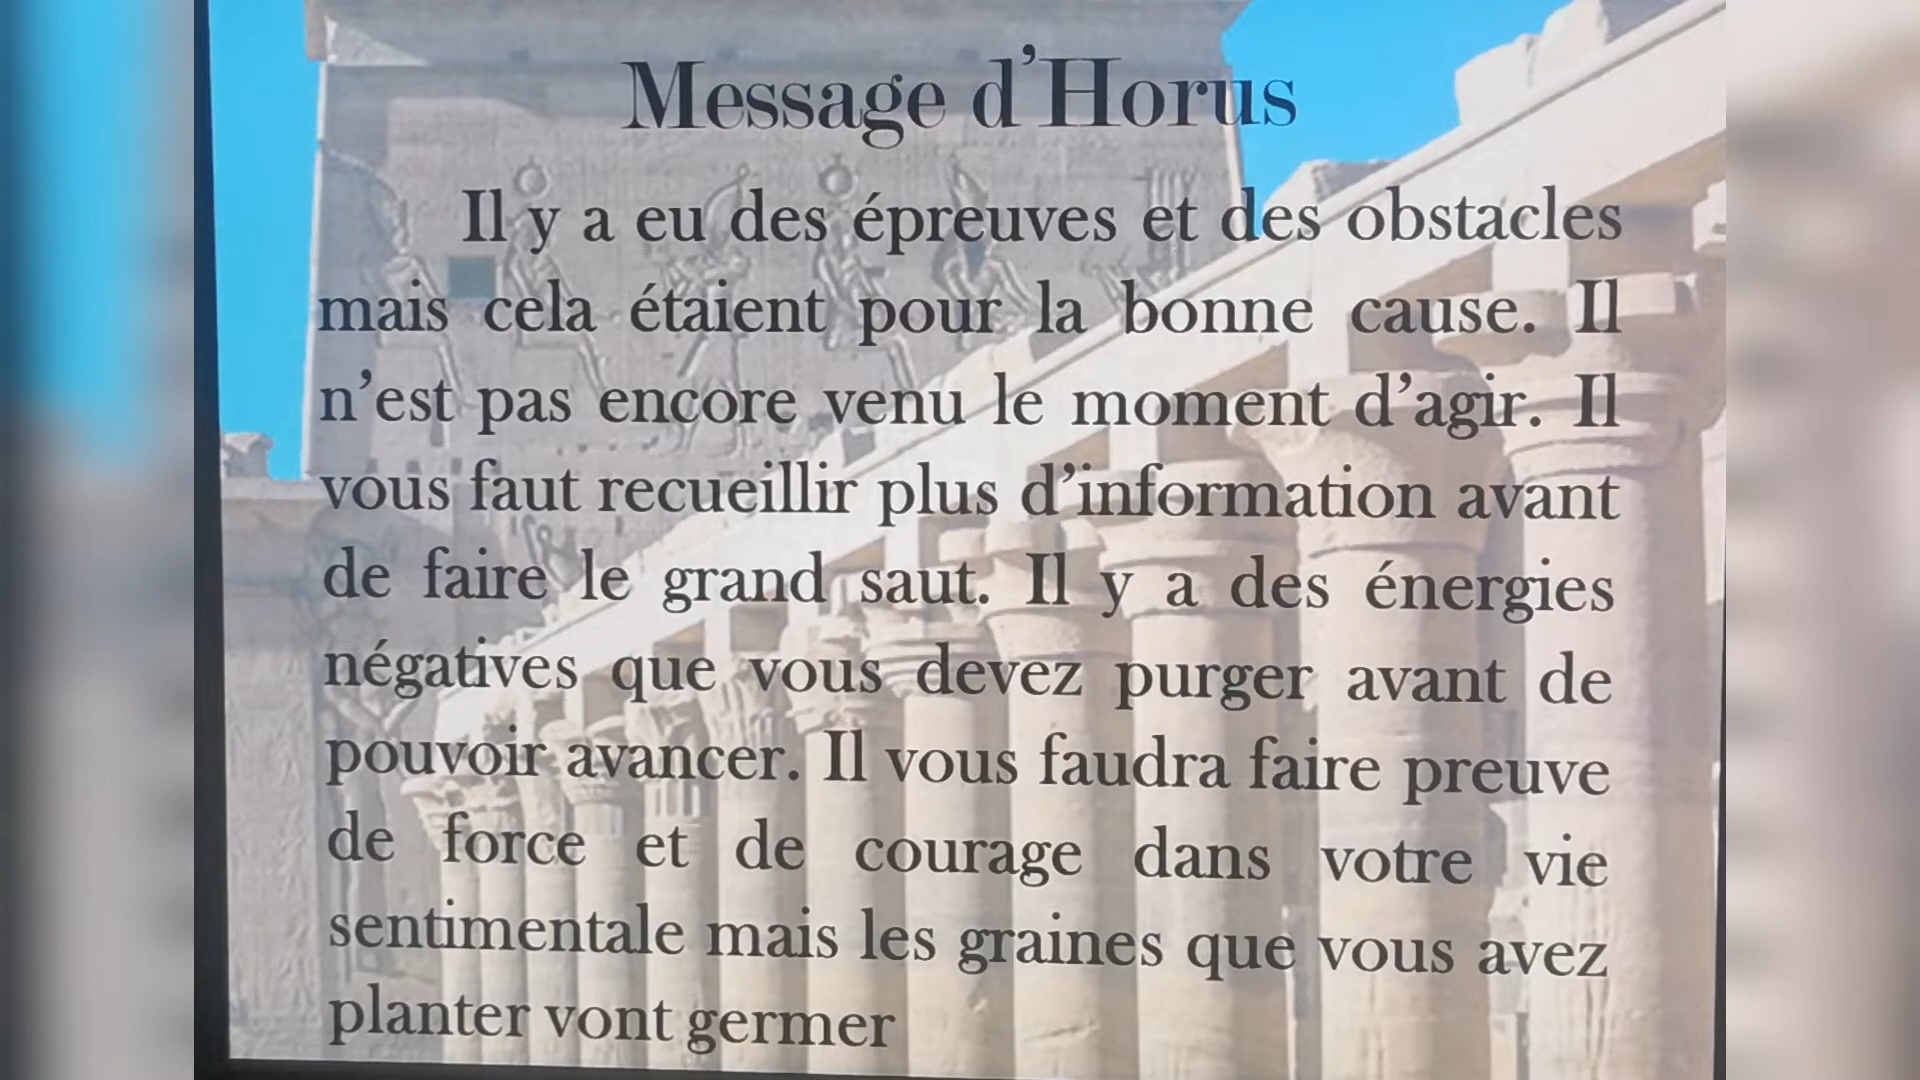 Message d’Horus
Il y a eu des épreuves et des obstacles
mais cela étaient pour la bonne cause. Il
n’est pas encore venu le moment d’agir. Il
vous faut recueillir plus d’information avant
de faire le grand saut. Il y a des énergies
négatives que vous devez purger avant de
pouvoir avancer. Il vous faudra faire preuve
de force et de courage dans votre vie
sentimentale mais les graines que vous avez
planter vont germer